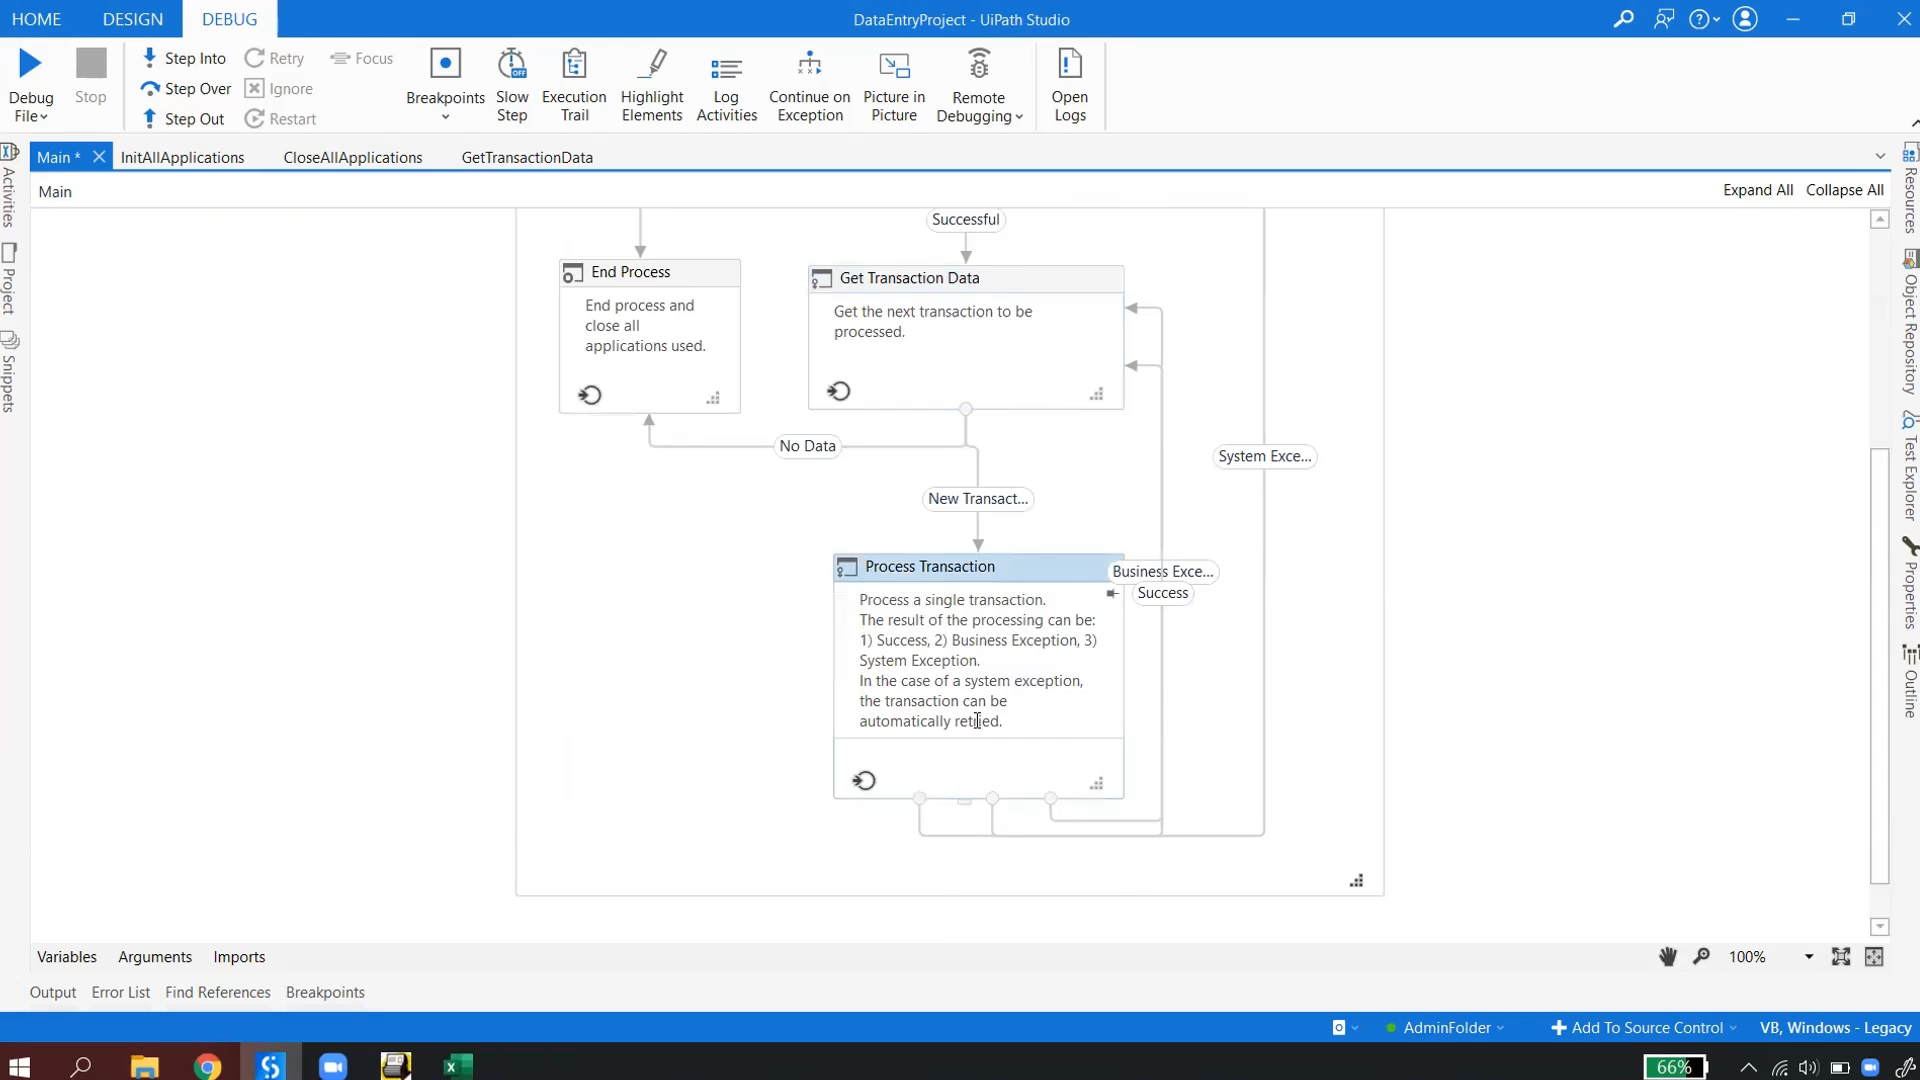 HOME DESIGN DEBUG DataEntryProject - UiPath Studio
Debug File
Stop
Step Into
Step Over
Step Out
Retry
Ignore
Restart
Focus
Breakpoints
Slow Step
Execution Trail
Highlight Elements
Log Activities
Continue on Exception
Picture in Picture
Remote Debugging
Open Logs
Main * InitAllApplications CloseAllApplications GetTransactionData
Main Expand All Collapse All
Activities
Project
Snippets
Resources
Object Repository
Test Explorer
Properties
Outline
Successful
End Process
End process and
close all
applications used.
Get Transaction Data
Get the next transaction to be
processed.
No Data
System Exce...
New Transact...
Process Transaction
Business Exce...
Success
Process a single transaction.
The result of the processing can be:
1) Success, 2) Business Exception, 3)
System Exception.
In the case of a system exception,
the transaction can be
automatically retried.
Variables Arguments Imports 100%
Output Error List Find References Breakpoints
AdminFolder Add To Source Control VB, Windows - Legacy
66%